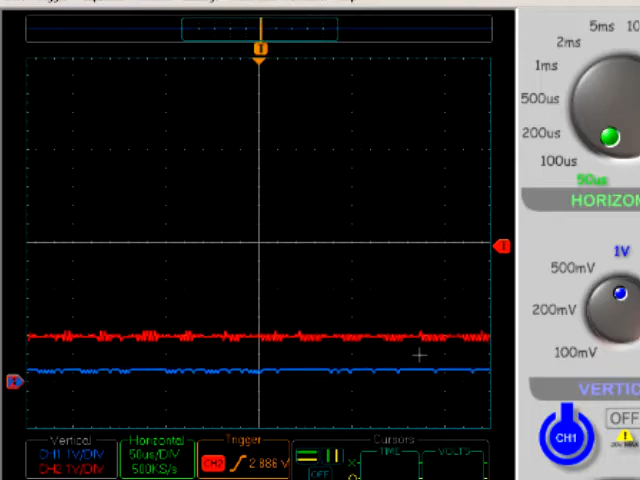 T
5ms
10
2ms
1ms
500us
200us
100us
50us
HORIZON
1V
500mV
200mV
100mV
VERTIC
OFF
CH1
Vertical
CH1 1V/DIV
CH2 1V/DIV
Horizontal
50us/DIV
500KS/s
Trigger
CH2
2.886 V
OFF
Cursors
TIME
VOLTS
X